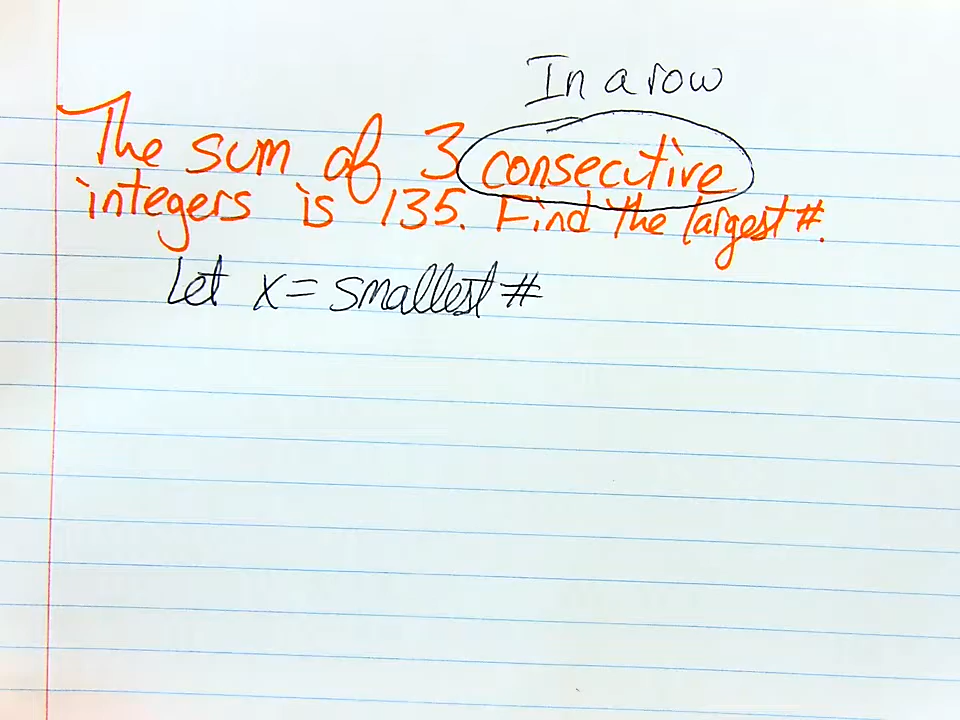 In a row
The sum of 3 consecutive
integers is 135. Find the largest #.
Let x = smallest #